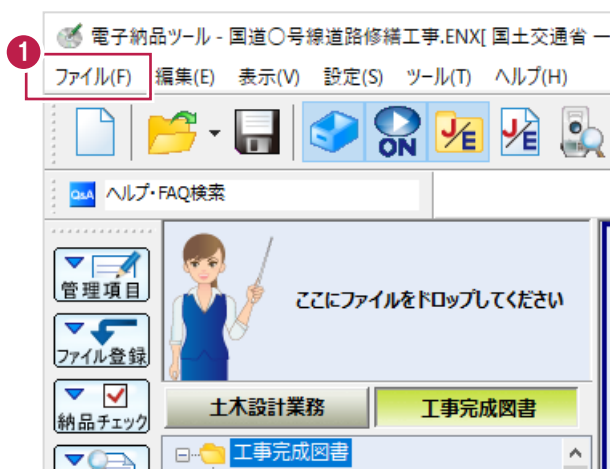 電子納品ツール - 国道〇号線道路修繕工事.ENX[ 国土交通省 ー
1
ファイル(F) 編集(E) 表示(V) 設定(S) ツール(T) ヘルプ(H)
ON J/E J/E
Q&A ヘルプ・FAQ検索
管理項目
ここにファイルをドロップしてください
ファイル登録
納品チェック
土木設計業務 工事完成図書
工事完成図書